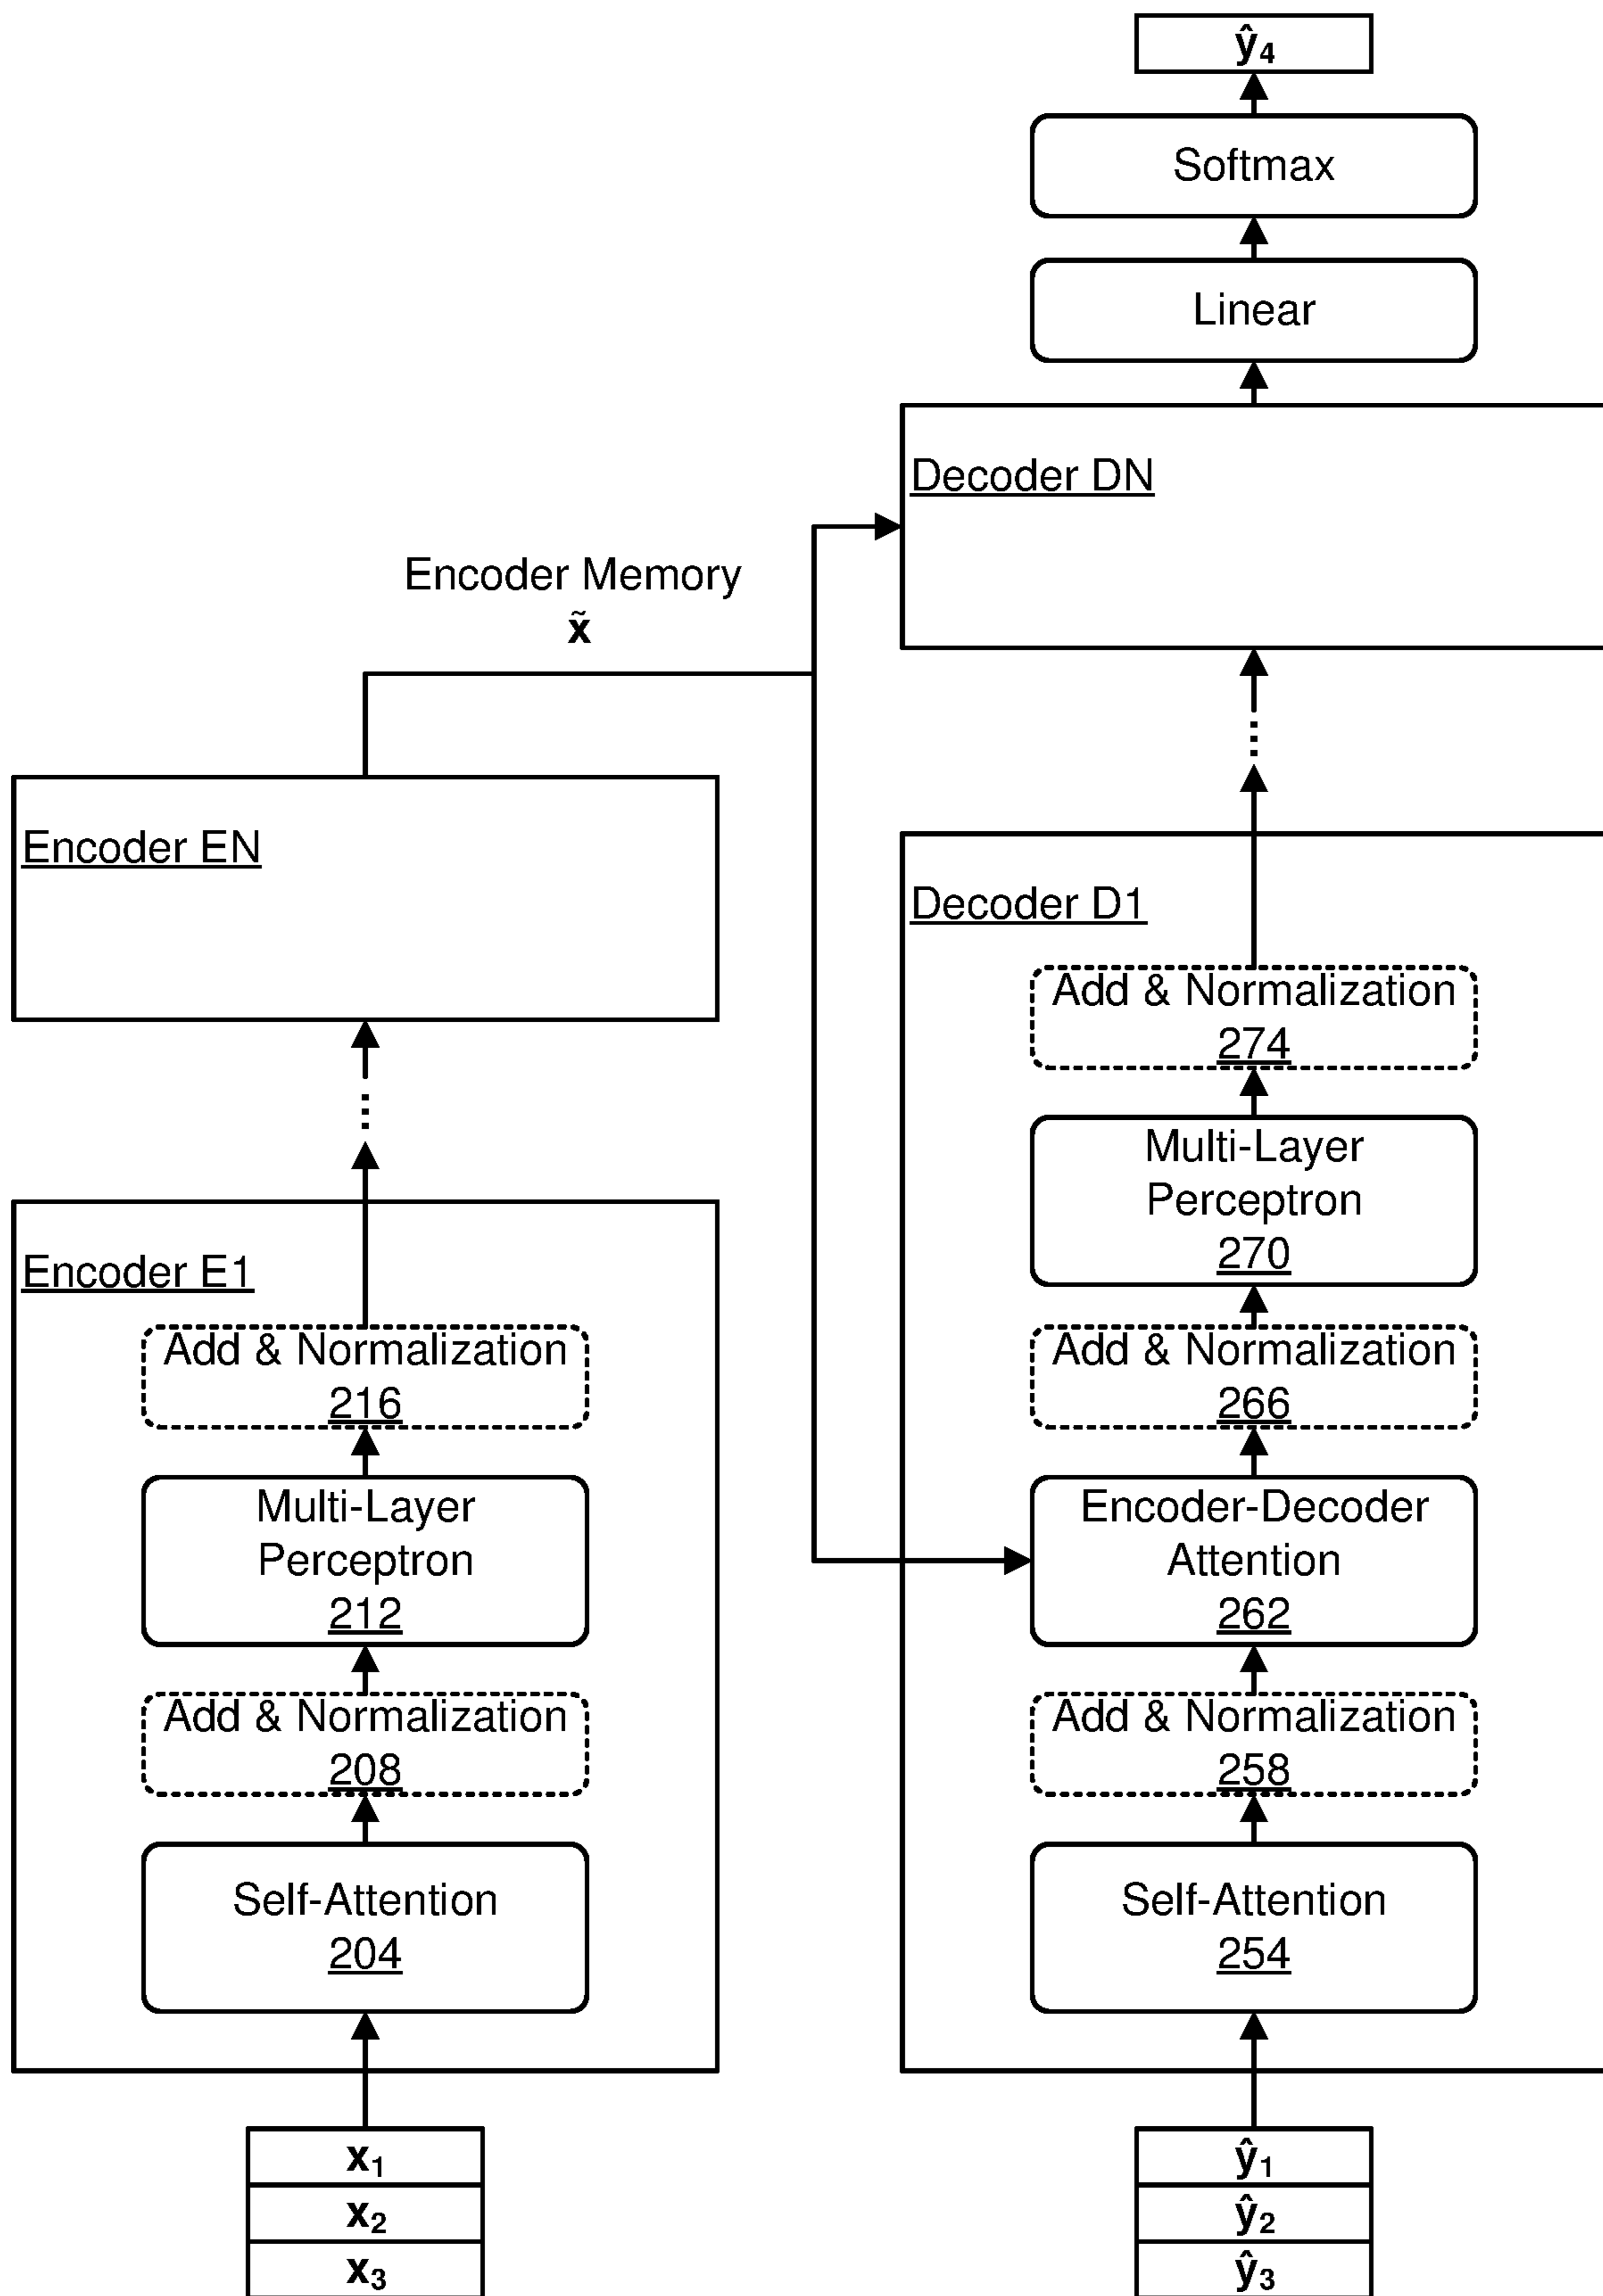 ŷ₄
Softmax
Linear
Decoder DN
Encoder Memory
x̃
Encoder EN
Decoder D1
Add & Normalization
274
Multi-Layer
Perceptron
270
Encoder E1
Add & Normalization
216
Add & Normalization
266
Multi-Layer
Perceptron
212
Encoder-Decoder
Attention
262
Add & Normalization
208
Add & Normalization
258
Self-Attention
204
Self-Attention
254
x₁
x₂
x₃
ŷ₁
ŷ₂
ŷ₃